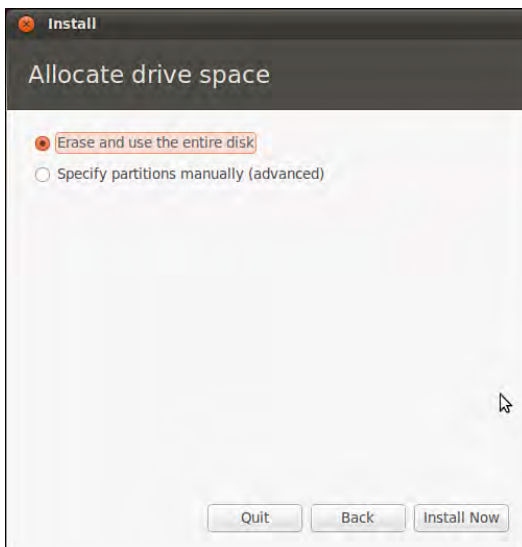 Install
Allocate drive space
Erase and use the entire disk
Specify partitions manually (advanced)
Quit Back Install Now